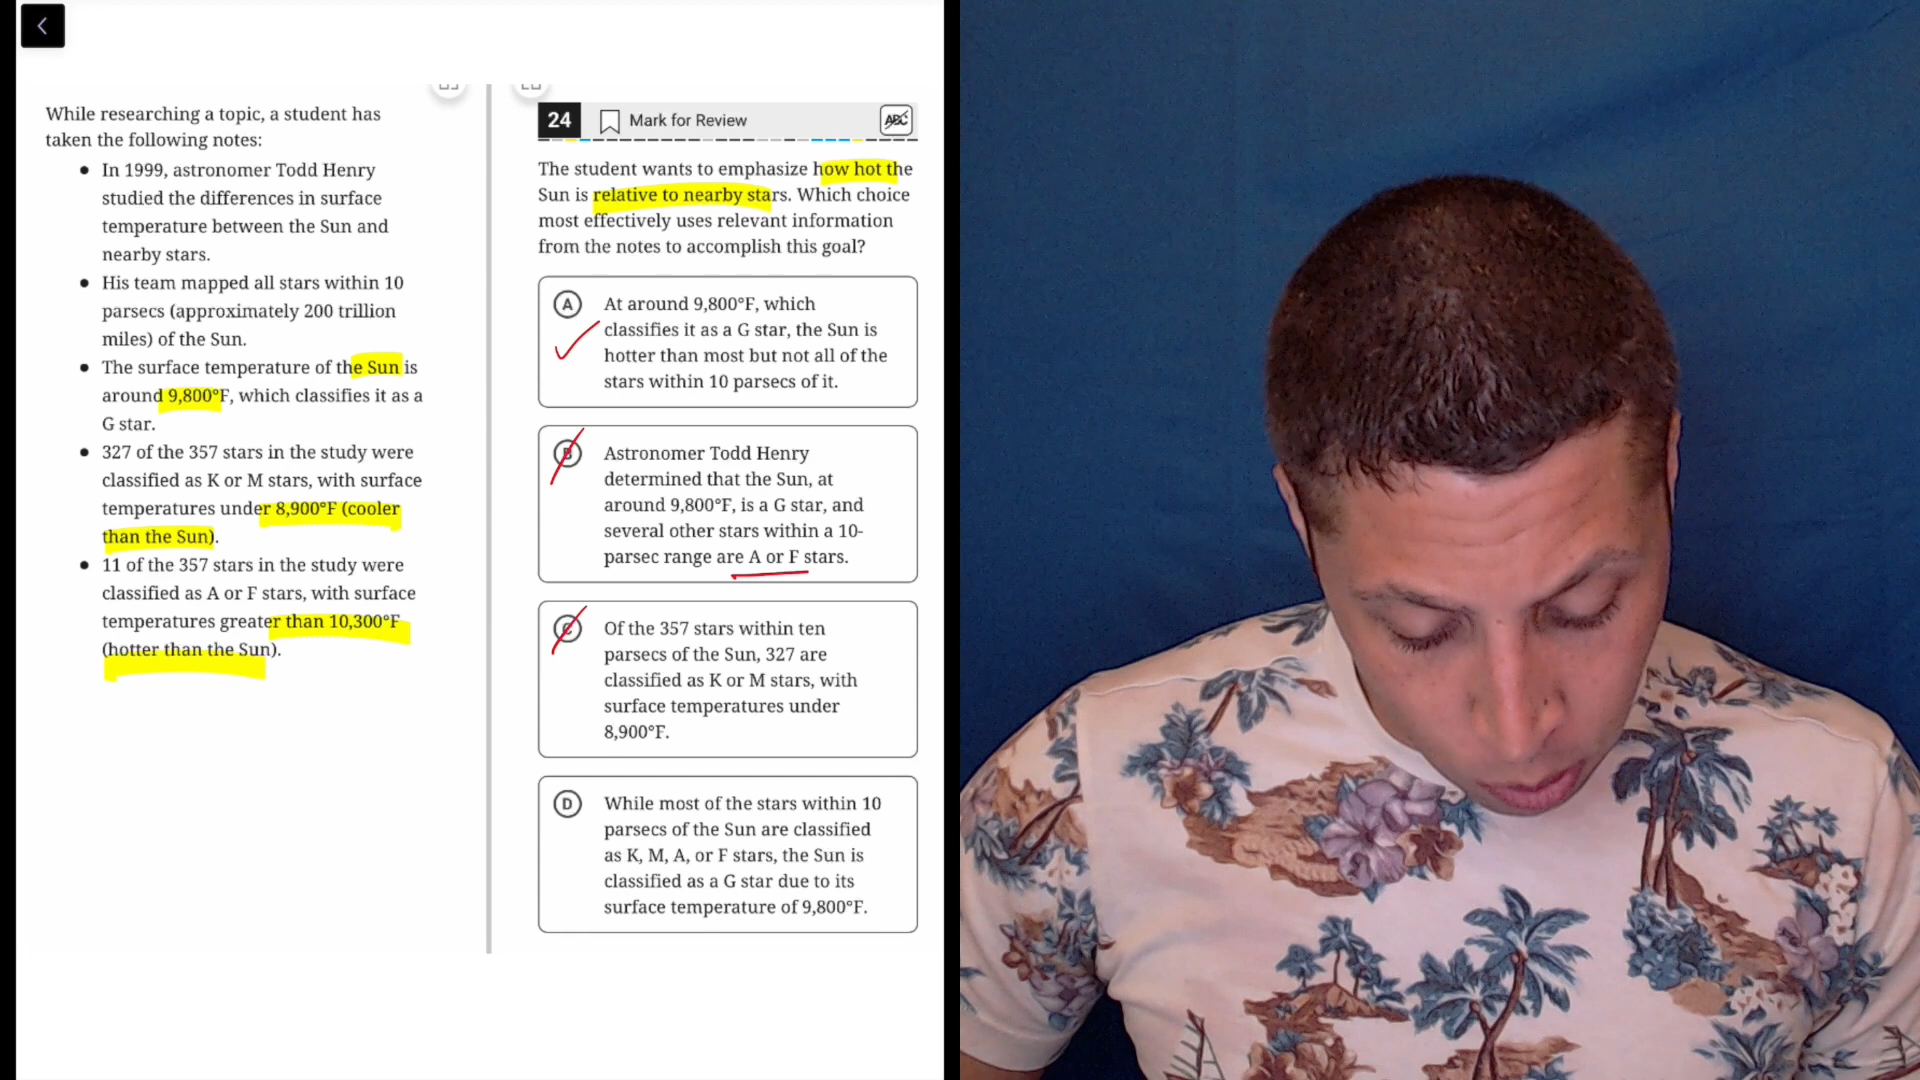 While researching a topic, a student has
taken the following notes:
• In 1999, astronomer Todd Henry
studied the differences in surface
temperature between the Sun and
nearby stars.
• His team mapped all stars within 10
parsecs (approximately 200 trillion
miles) of the Sun.
• The surface temperature of the Sun is
around 9,800°F, which classifies it as a
G star.
• 327 of the 357 stars in the study were
classified as K or M stars, with surface
temperatures under 8,900°F (cooler
than the Sun).
• 11 of the 357 stars in the study were
classified as A or F stars, with surface
temperatures greater than 10,300°F
(hotter than the Sun).
24 Mark for Review ABC
The student wants to emphasize how hot the
Sun is relative to nearby stars. Which choice
most effectively uses relevant information
from the notes to accomplish this goal?
A At around 9,800°F, which
classifies it as a G star, the Sun is
hotter than most but not all of the
stars within 10 parsecs of it.
B Astronomer Todd Henry
determined that the Sun, at
around 9,800°F, is a G star, and
several other stars within a 10-
parsec range are A or F stars.
C Of the 357 stars within ten
parsecs of the Sun, 327 are
classified as K or M stars, with
surface temperatures under
8,900°F.
D While most of the stars within 10
parsecs of the Sun are classified
as K, M, A, or F stars, the Sun is
classified as a G star due to its
surface temperature of 9,800°F.